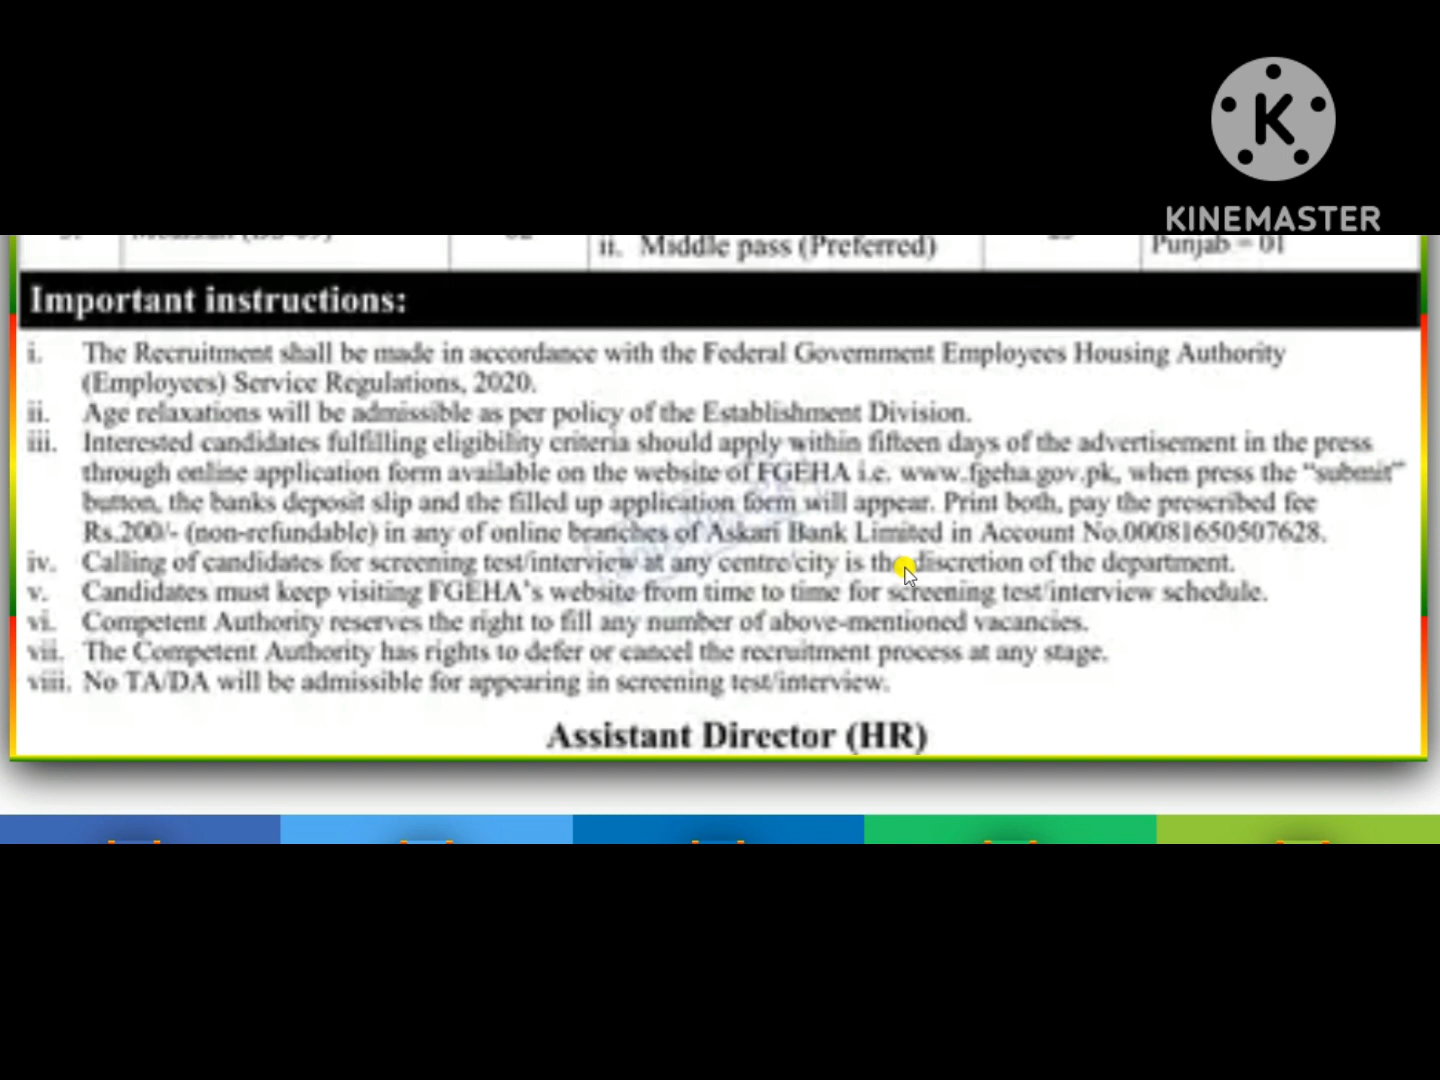 KINEMASTER
ii. Middle pass (Preferred)
Punjab = 01
Important instructions:
i. The Recruitment shall be made in accordance with the Federal Government Employees Housing Authority
(Employees) Service Regulations, 2020.
ii. Age relaxations will be admissible as per policy of the Establishment Division.
iii. Interested candidates fulfilling eligibility criteria should apply within fifteen days of the advertisement in the press
through online application form available on the website of FGEHA i.e. www.fgeha.gov.pk, when press the “submit”
button, the banks deposit slip and the filled up application form will appear. Print both, pay the prescribed fee
Rs.200/- (non-refundable) in any of online branches of Askari Bank Limited in Account No.00081650507628.
iv. Calling of candidates for screening test/interview at any centre/city is the discretion of the department.
v. Candidates must keep visiting FGEHA’s website from time to time for screening test/interview schedule.
vi. Competent Authority reserves the right to fill any number of above-mentioned vacancies.
vii. The Competent Authority has rights to defer or cancel the recruitment process at any stage.
viii. No TA/DA will be admissible for appearing in screening test/interview.
Assistant Director (HR)